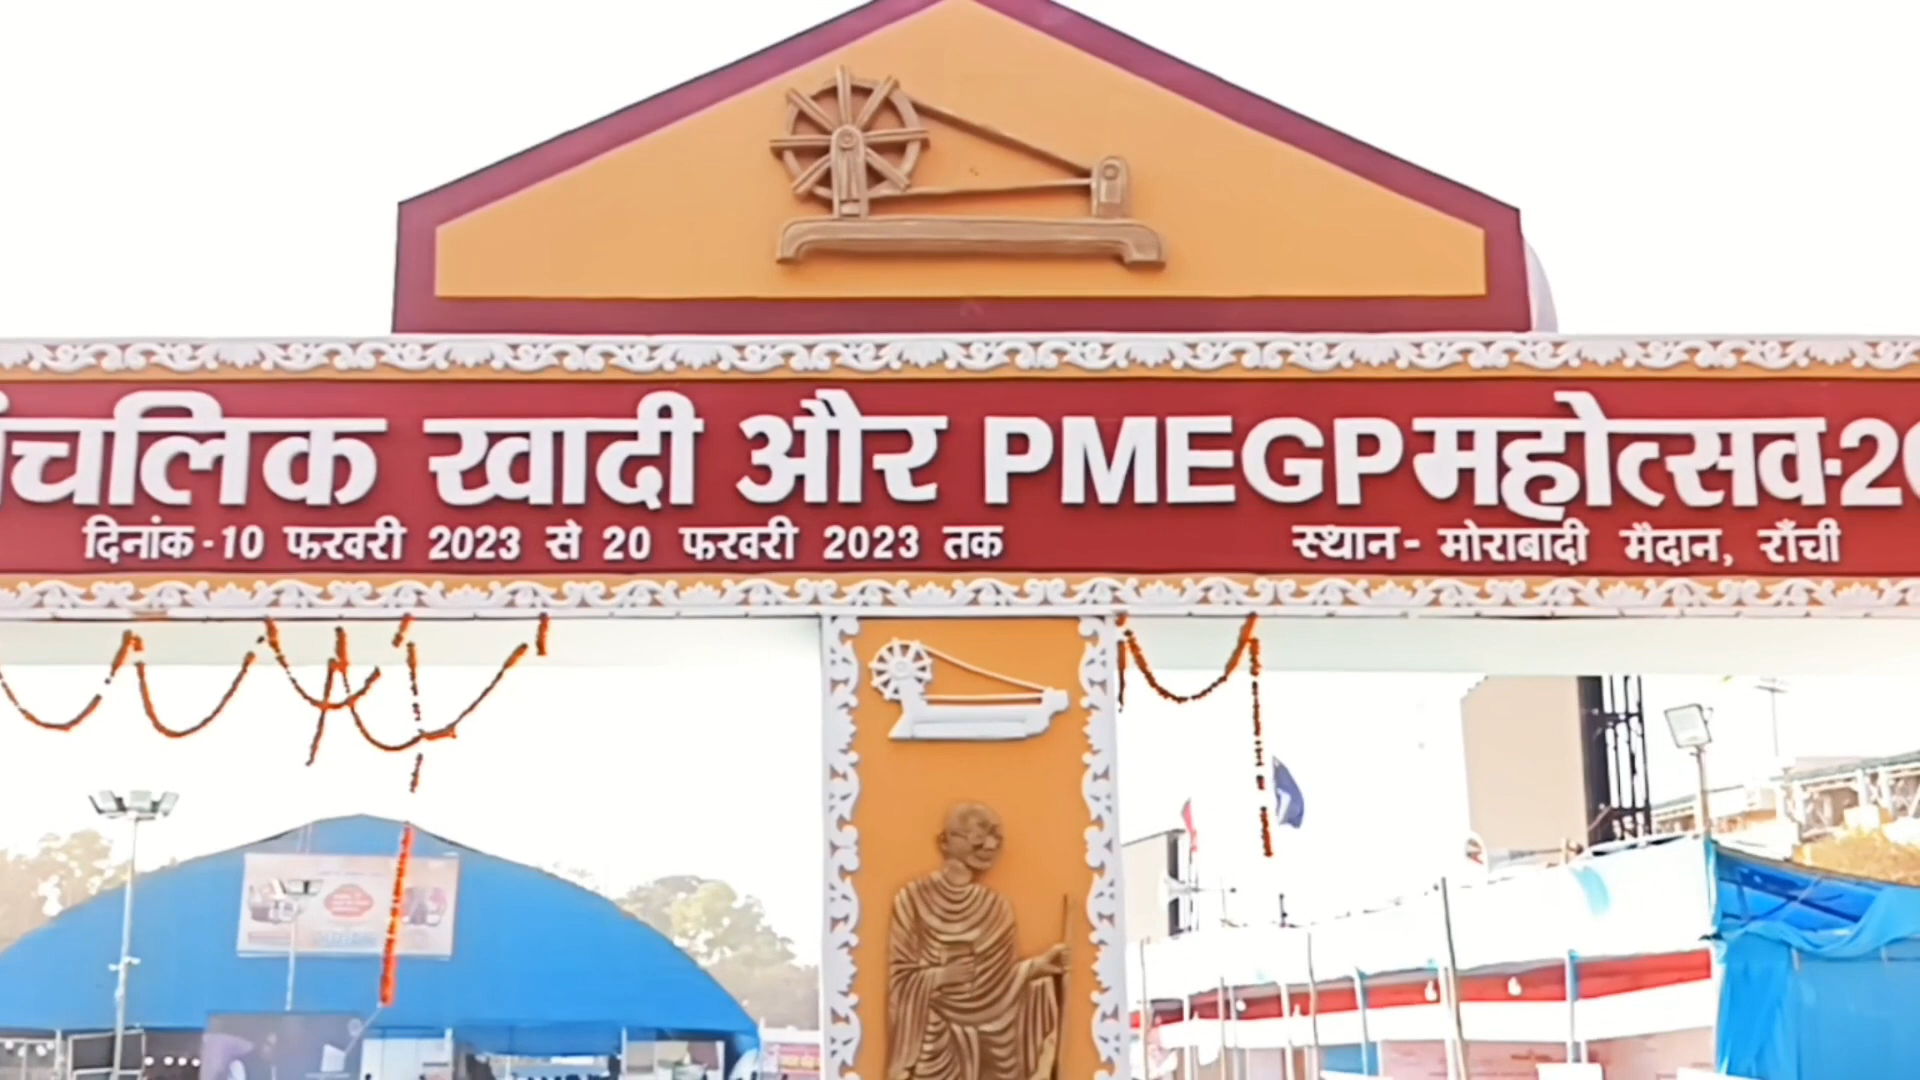 ंचलिक खादी और PMEGP महोत्सव-20
दिनांक-10 फरवरी 2023 से 20 फरवरी 2023 तक
स्थान- मोराबादी मैदान, राँची